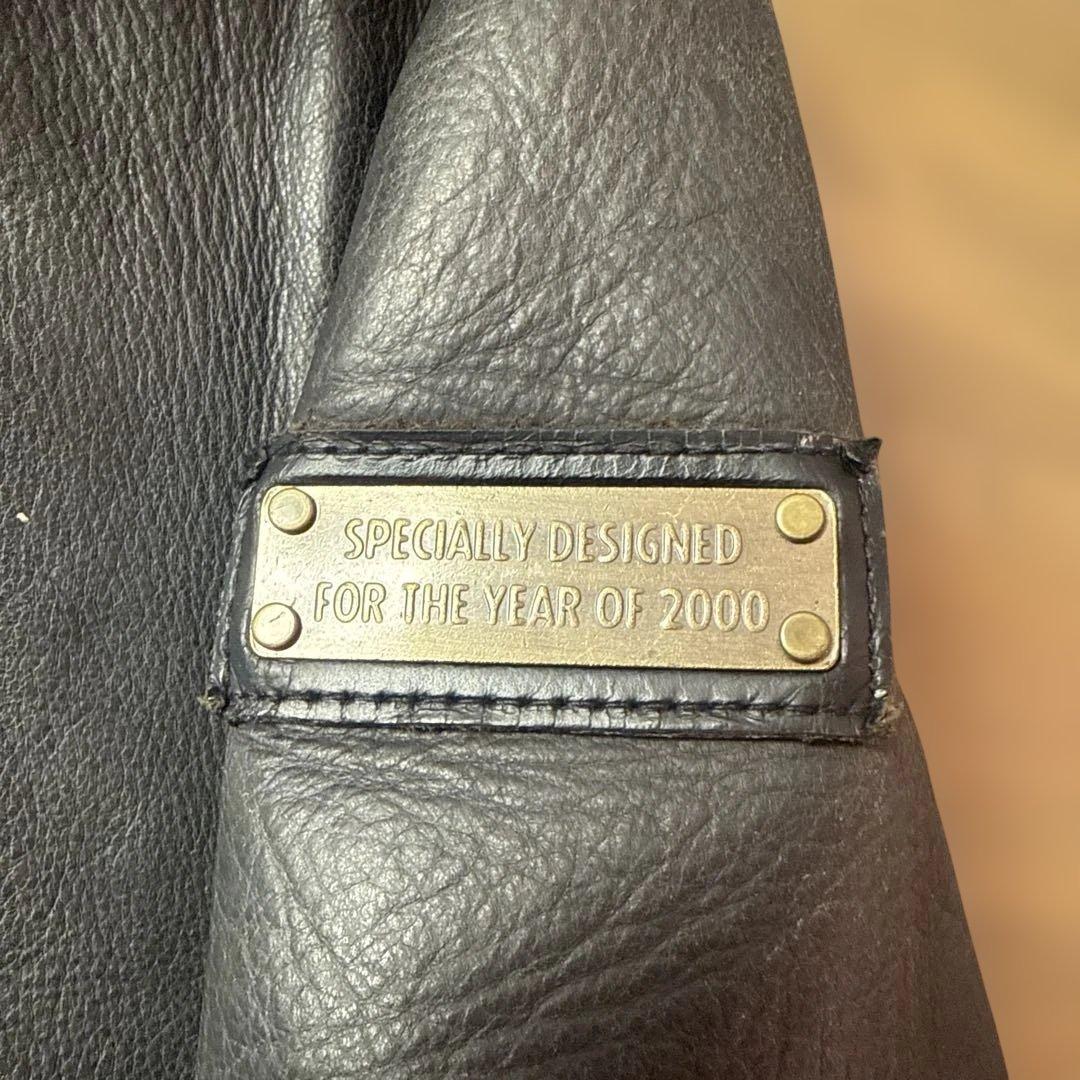 SPECIALLY DESIGNED
FOR THE YEAR OF 2000